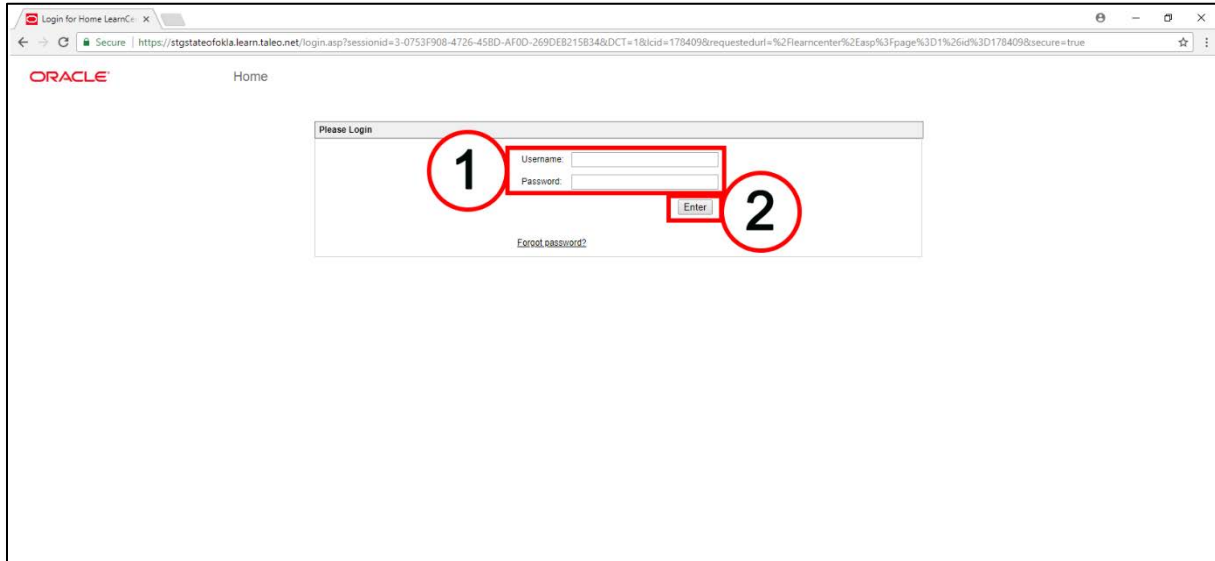 Login for Home LearnCe
Secure | https://stgstateofokla.learn.taleo.net/login.asp?sessionid=3-0753F908-4726-45BD-AF0D-269DEB215B34&DCT=1&lcid=178409&requestedurl=%2Flearncenter%2Easp%3Fpage%3D1%26id%3D178409&secure=true
ORACLE Home
Please Login
1
Username:
Password:
Enter
2
Forgot password?